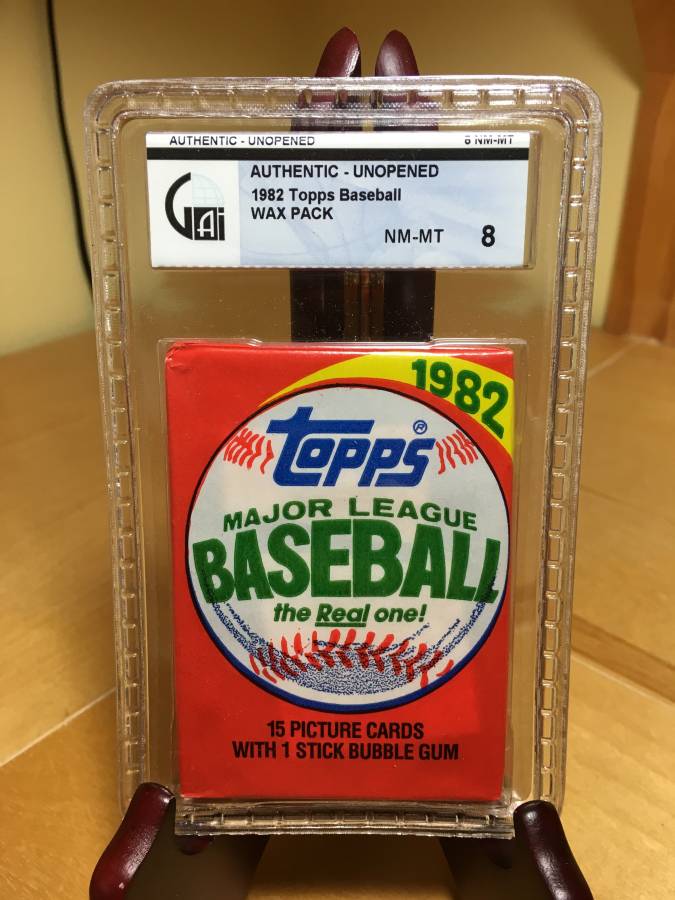 AUTHENTIC - UNOPENED 8 NM-MT
GAi
AUTHENTIC - UNOPENED
1982 Topps Baseball
WAX PACK
NM-MT 8
1982
Topps ®
MAJOR LEAGUE
BASEBALL
the Real one!
15 PICTURE CARDS
WITH 1 STICK BUBBLE GUM